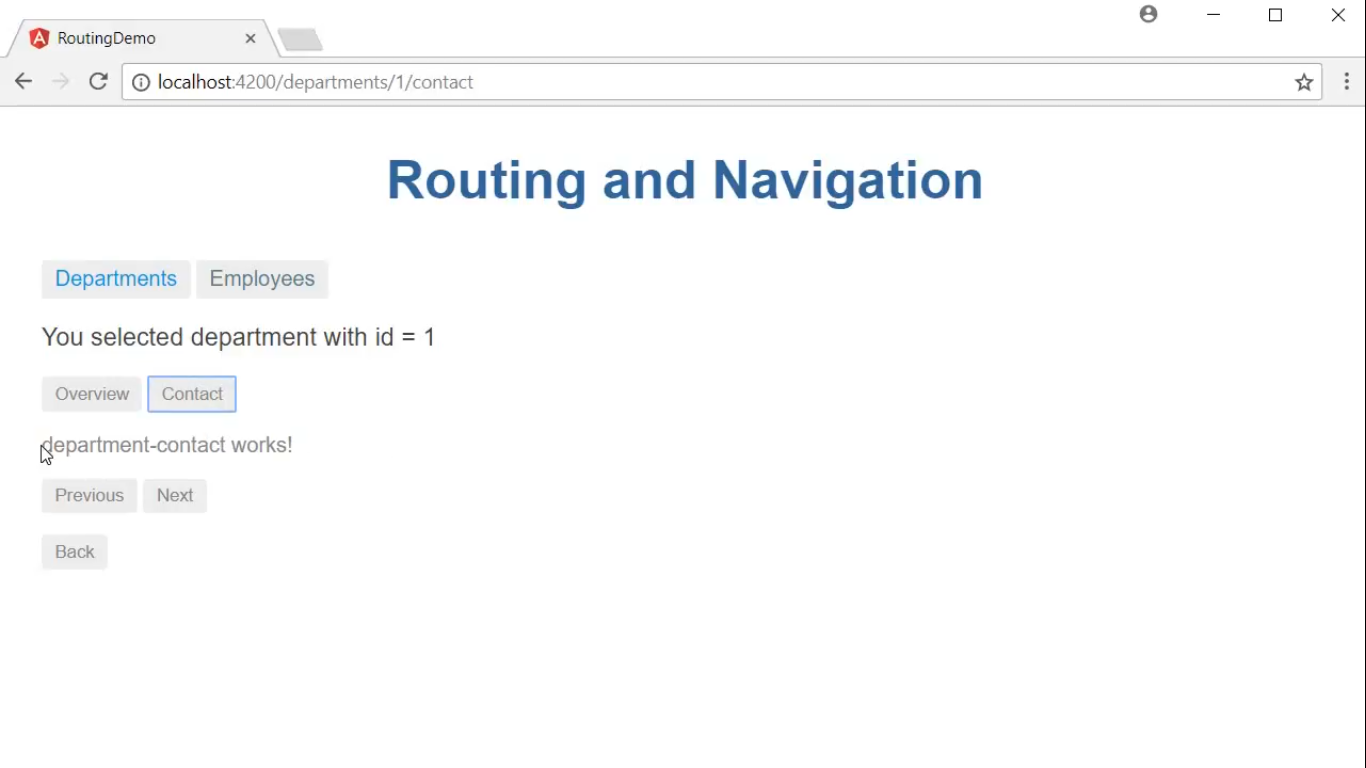 RoutingDemo
localhost:4200/departments/1/contact
Routing and Navigation
Departments Employees
You selected department with id = 1
Overview Contact
department-contact works!
Previous Next
Back